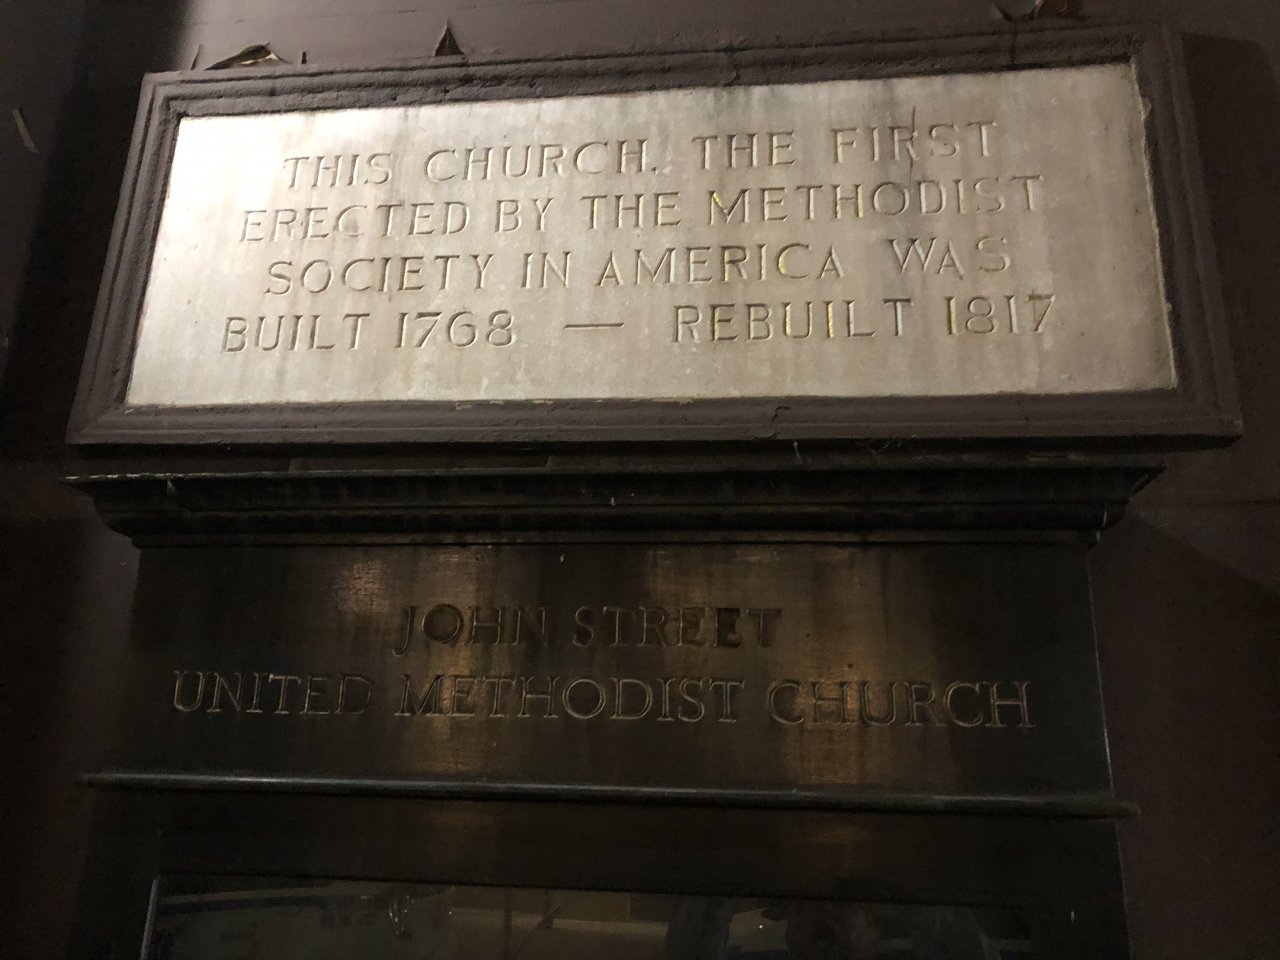 THIS CHURCH, THE FIRST
ERECTED BY THE METHODIST
SOCIETY IN AMERICA WAS
BUILT 1768 — REBUILT 1817
JOHN STREET
UNITED METHODIST CHURCH